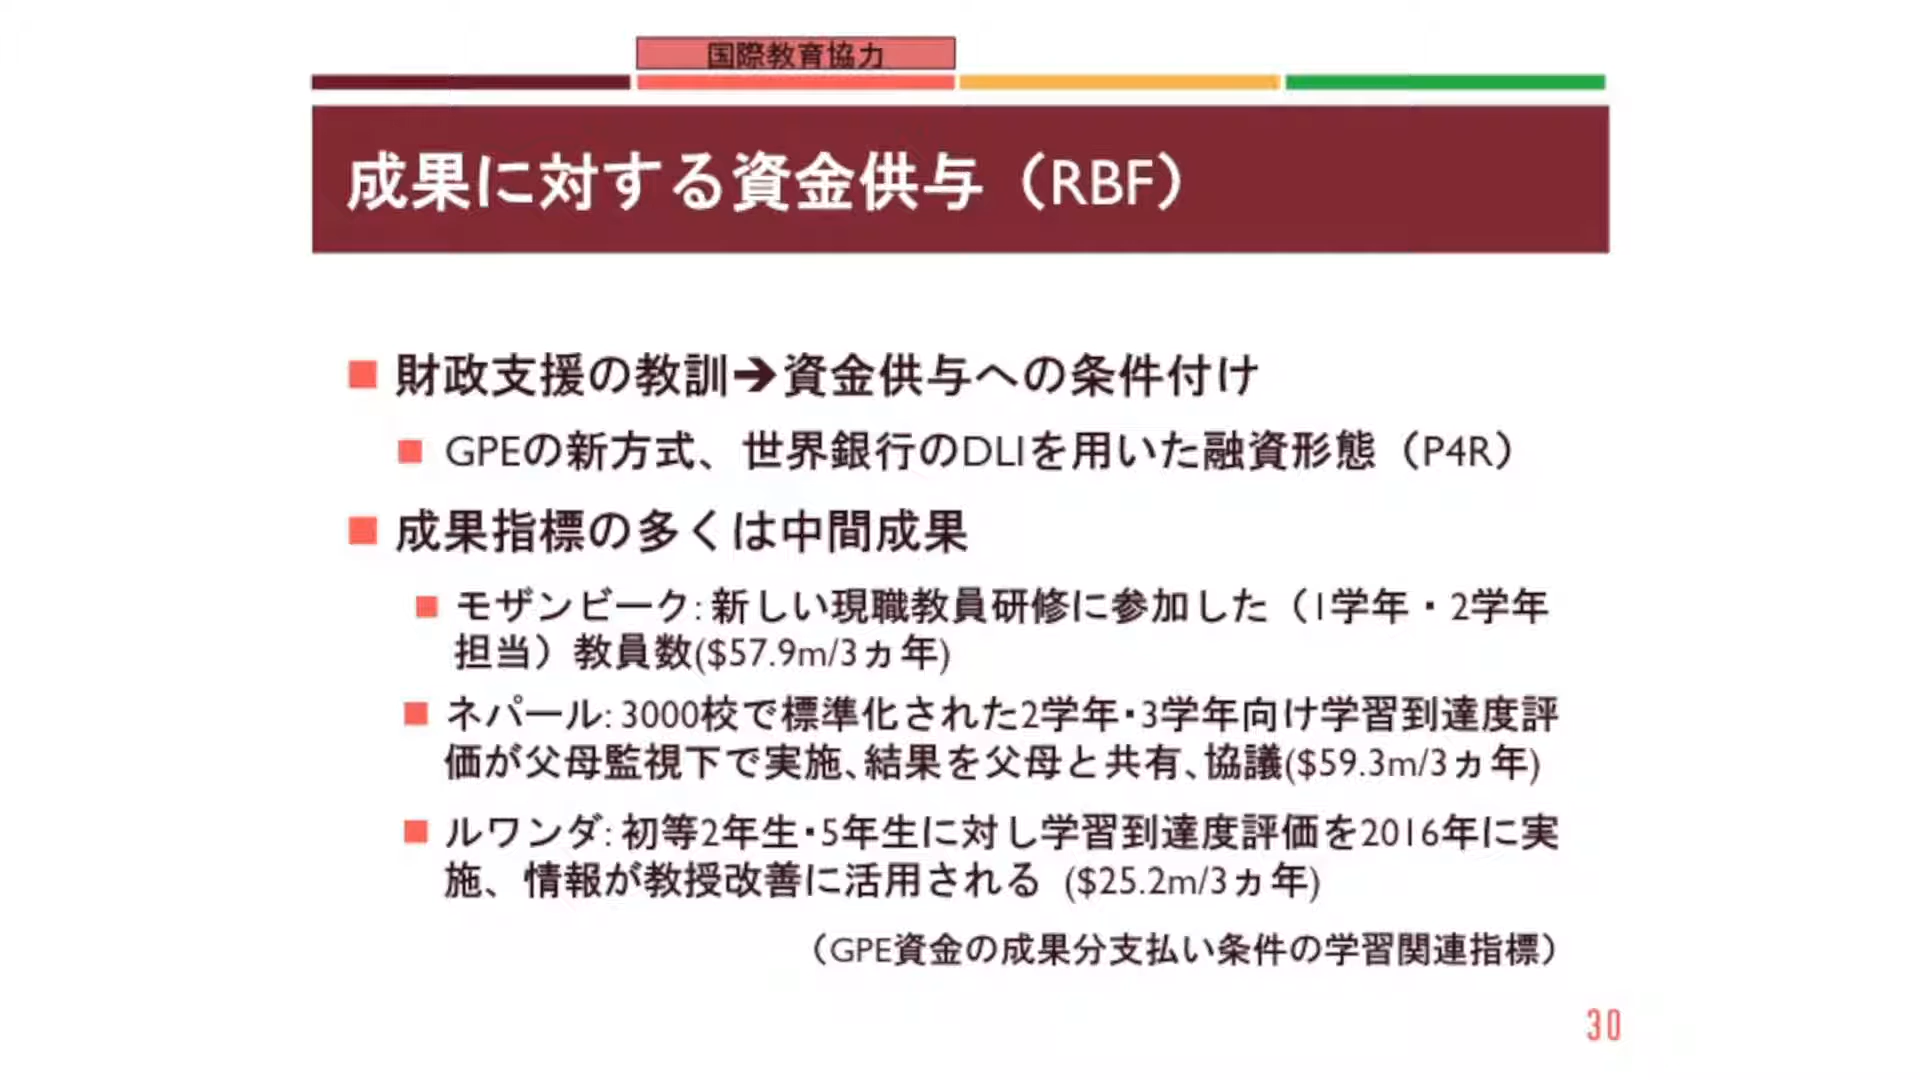 国際教育協力
成果に対する資金供与（RBF）
財政支援の教訓➔資金供与への条件付け
GPEの新方式、世界銀行のDLIを用いた融資形態（P4R）
成果指標の多くは中間成果
モザンビーク: 新しい現職教員研修に参加した（1学年・2学年
担当）教員数($57.9m/3ヵ年)
ネパール: 3000校で標準化された2学年・3学年向け学習到達度評
価が父母監視下で実施、結果を父母と共有、協議($59.3m/3ヵ年)
ルワンダ: 初等2年生・5年生に対し学習到達度評価を2016年に実
施、情報が教授改善に活用される ($25.2m/3ヵ年)
（GPE資金の成果分支払い条件の学習関連指標）
30